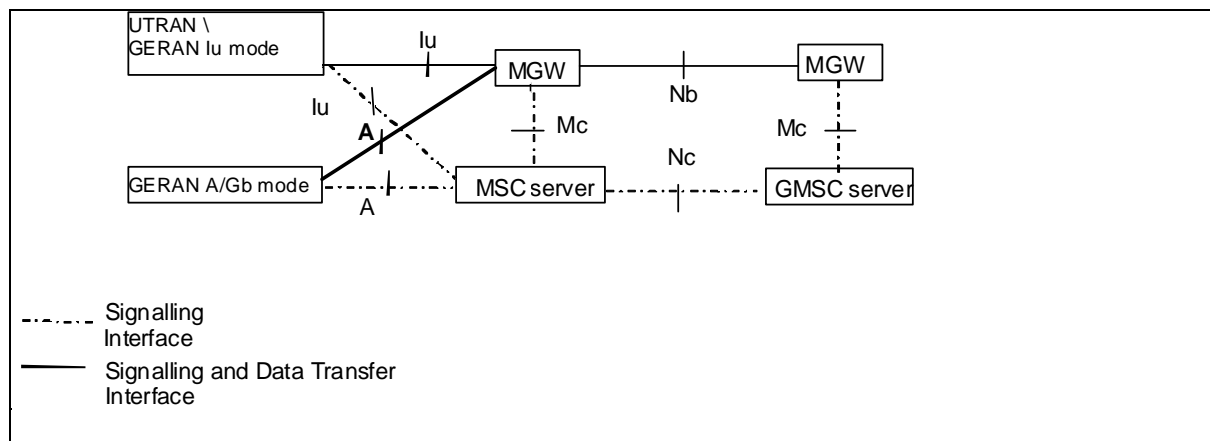 UTRAN \
GERAN Iu mode
Iu
MGW
MGW
Nb
Iu
A
Mc
Mc
Nc
GERAN A/Gb mode
MSC server
GMSC server
A
Signalling
Interface
Signalling and Data Transfer
Interface